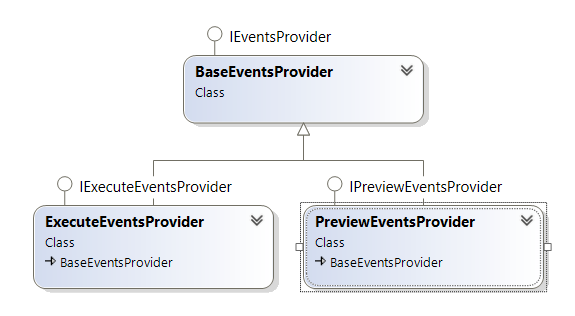 IEventsProvider
BaseEventsProvider
Class
IExecuteEventsProvider
IPreviewEventsProvider
ExecuteEventsProvider
Class
BaseEventsProvider
PreviewEventsProvider
Class
BaseEventsProvider